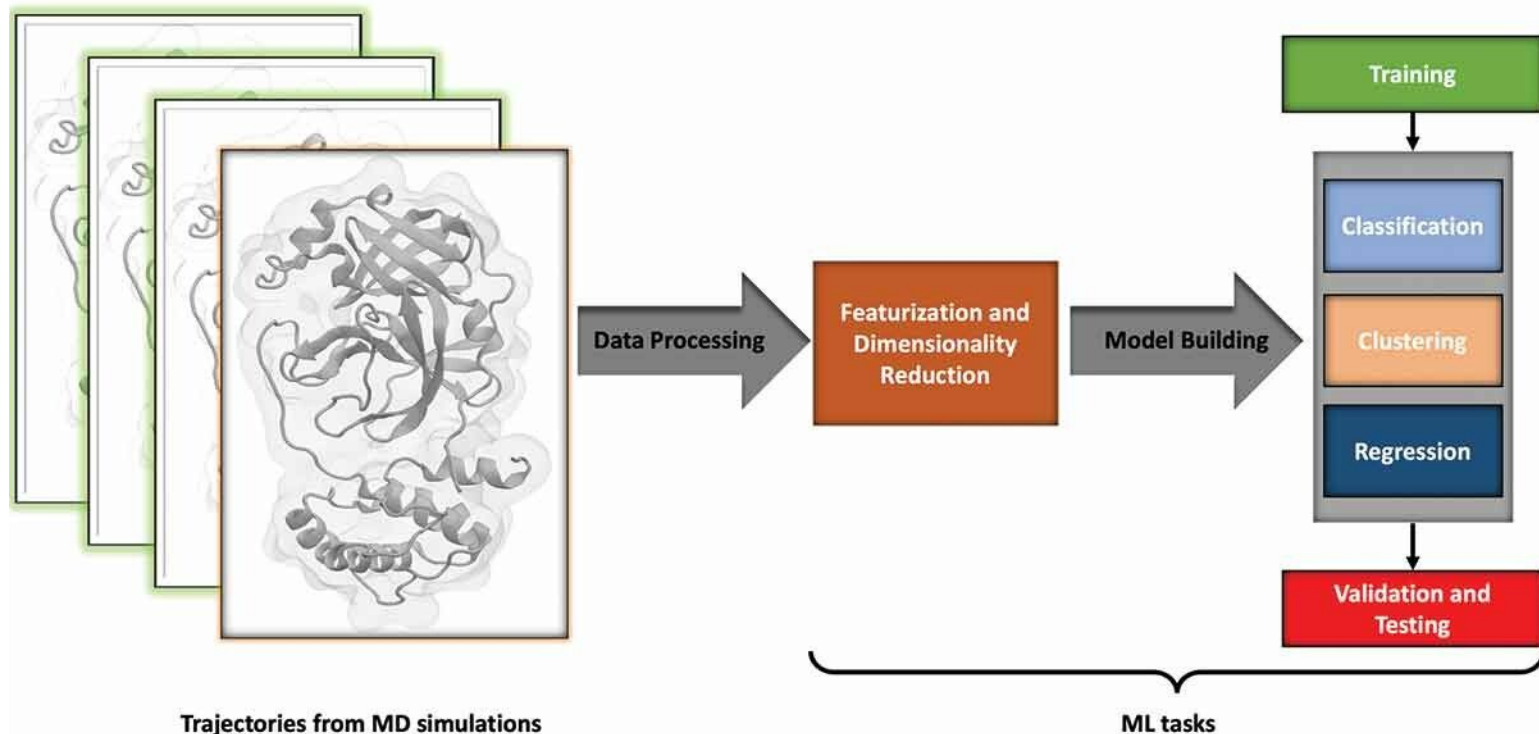 Training
Classification
Data Processing
Featurization and
Dimensionality
Reduction
Model Building
Clustering
Regression
Validation and
Testing
Trajectories from MD simulations
ML tasks